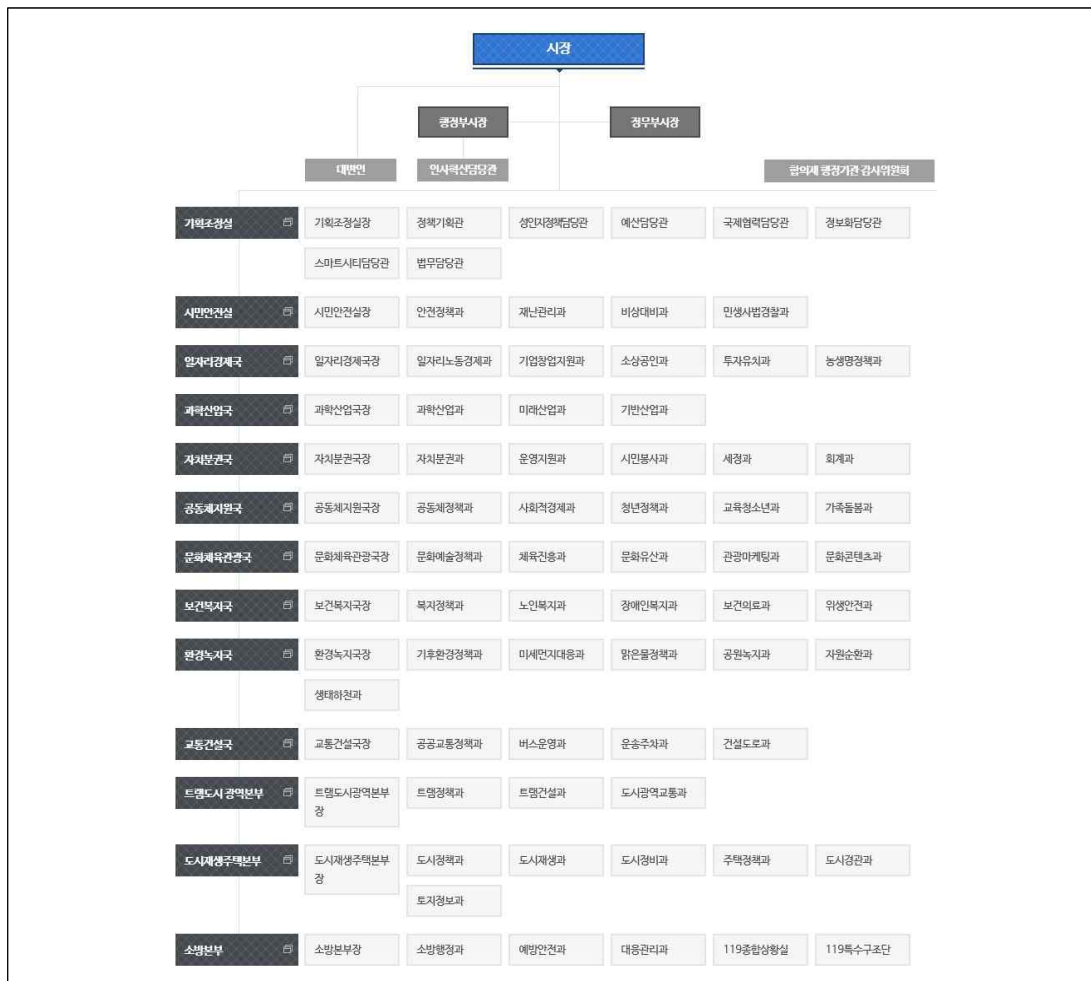 시장
행정부시장 정무부시장
대변인 인사혁신담당관 합의제 행정기관 감사위원회
기획조정실 기획조정실장 정책기획관 성인지정책담당관 예산담당관 국제협력담당관 정보화담당관
스마트시티담당관 법무담당관
시민안전실 시민안전실장 안전정책과 재난관리과 비상대비과 민생사법경찰과
일자리경제국 일자리경제국장 일자리노동경제과 기업창업지원과 소상공인과 투자유치과 농생명정책과
과학산업국 과학산업국장 과학산업과 미래산업과 기반산업과
자치분권국 자치분권국장 자치분권과 운영지원과 시민봉사과 세정과 회계과
공동체지원국 공동체지원국장 공동체정책과 사회적경제과 청년정책과 교육청소년과 가족돌봄과
문화체육관광국 문화체육관광국장 문화예술정책과 체육진흥과 문화유산과 관광마케팅과 문화콘텐츠과
보건복지국 보건복지국장 복지정책과 노인복지과 장애인복지과 보건의료과 위생안전과
환경녹지국 환경녹지국장 기후환경정책과 미세먼지대응과 맑은물정책과 공원녹지과 자원순환과
생태하천과
교통건설국 교통건설국장 공공교통정책과 버스운영과 운송주차과 건설도로과
트램도시 광역본부 트램도시광역본부 트램정책과 트램건설과 도시광역교통과
장
도시재생주택본부 도시재생주택본부 도시정책과 도시재생과 도시정비과 주택정책과 도시경관과
장
토지정보과
소방본부 소방본부장 소방행정과 예방안전과 대응관리과 119종합상황실 119특수구조단